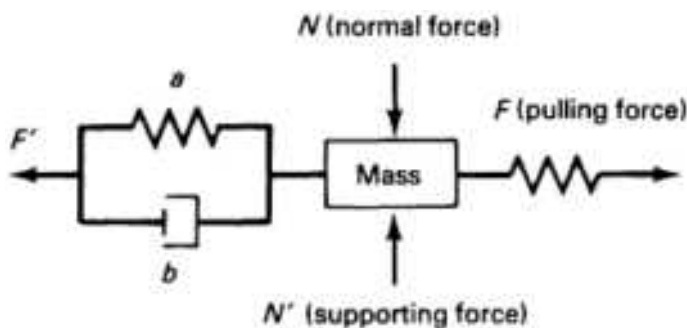 N (normal force)
a
F (pulling force)
F'
Mass
b
N' (supporting force)